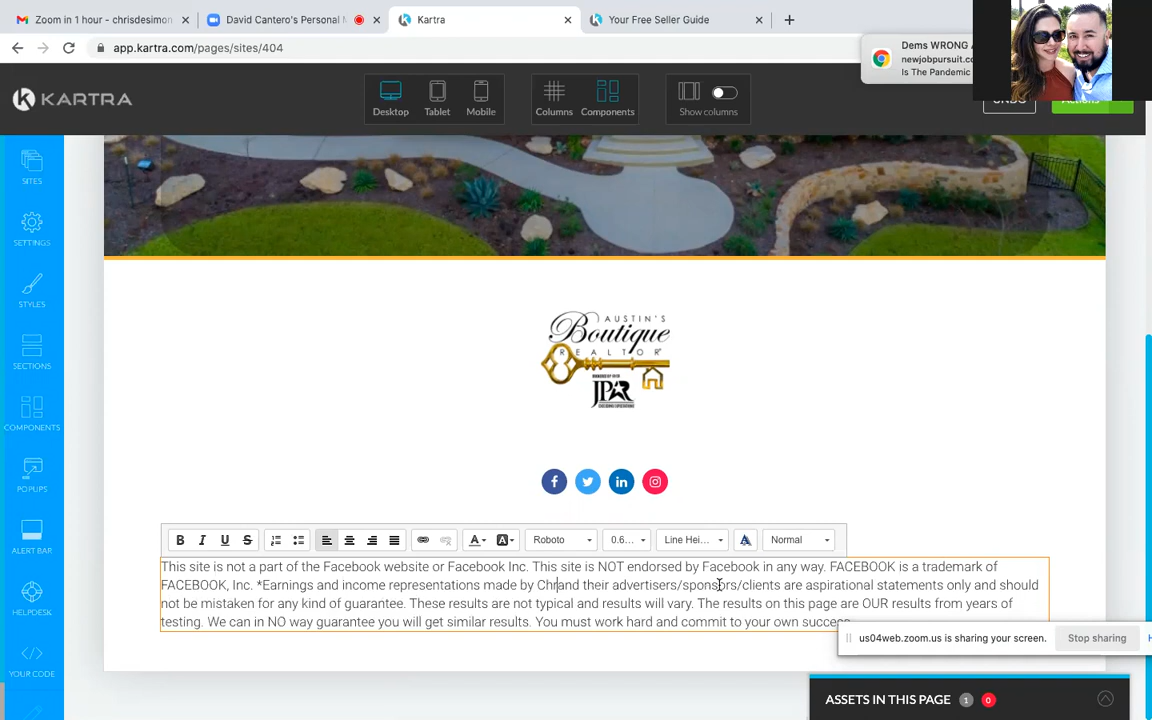 Zoom in 1 hour - chrisdesimon
David Cantero's Personal M
Kartra
Your Free Seller Guide
app.kartra.com/pages/sites/404
Dems WRONG A
newjobpursuit.co
Is The Pandemic
KARTRA
Desktop
Tablet
Mobile
Columns
Components
Show columns
UNDO
Actions
SITES
SETTINGS
STYLES
SECTIONS
COMPONENTS
POPUPS
ALERT BAR
HELPDESK
YOUR CODE
AUSTIN'S
Boutique
REALTOR
JPAR
B I U S
Roboto
0.6...
Line Hei...
Normal
This site is not a part of the Facebook website or Facebook Inc. This site is NOT endorsed by Facebook in any way. FACEBOOK is a trademark of
FACEBOOK, Inc. *Earnings and income representations made by Chriand their advertisers/sponsors/clients are aspirational statements only and should
not be mistaken for any kind of guarantee. These results are not typical and results will vary. The results on this page are OUR results from years of
testing. We can in NO way guarantee you will get similar results. You must work hard and commit to your own success.
us04web.zoom.us is sharing your screen.
Stop sharing
H
ASSETS IN THIS PAGE 1 0